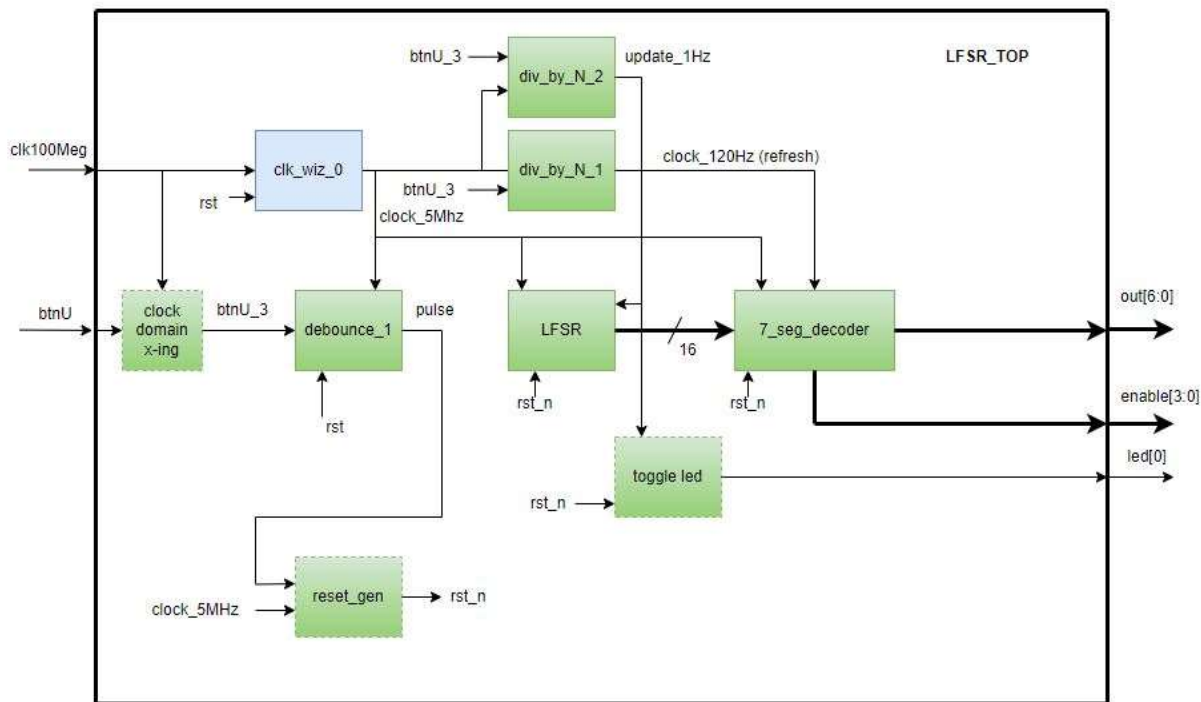 LFSR_TOP
btnU_3
div_by_N_2
update_1Hz
clk100Meg
clk_wiz_0
rst
btnU_3
div_by_N_1
clock_120Hz (refresh)
clock_5Mhz
btnU
clock
domain
x-ing
btnU_3
debounce_1
pulse
rst
LFSR
rst_n
16
7_seg_decoder
rst_n
out[6:0]
enable[3:0]
led[0]
toggle led
rst_n
reset_gen
clock_5MHz
rst_n